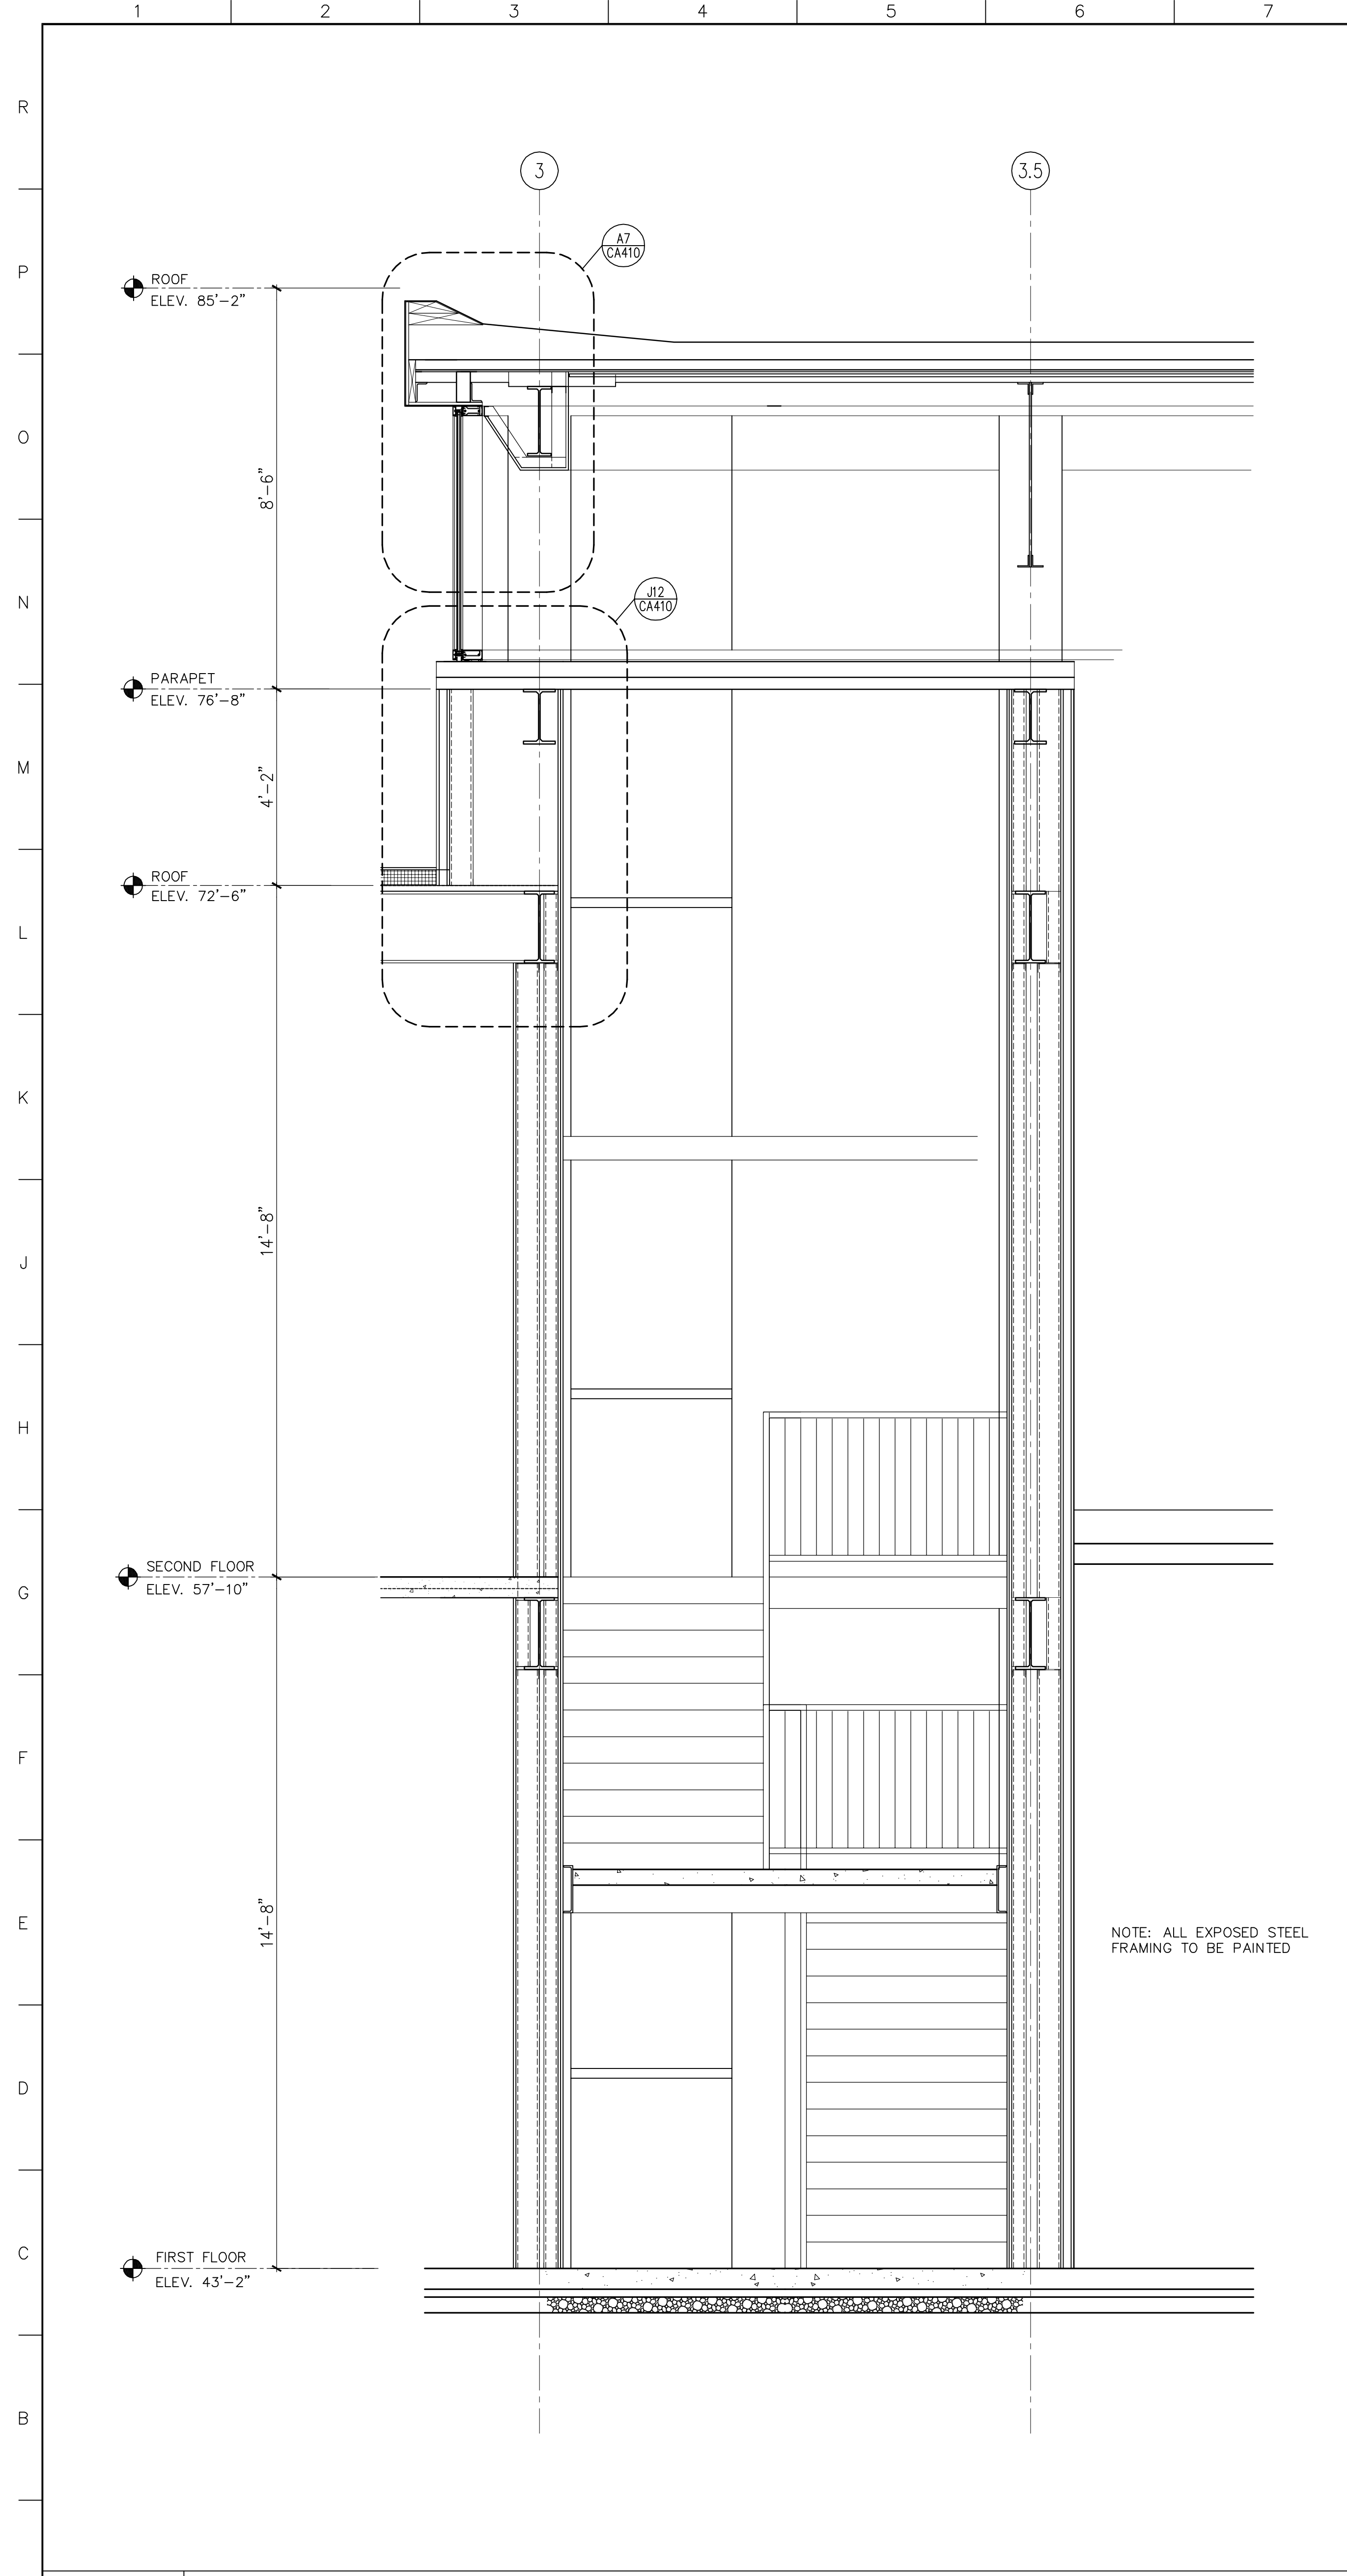 1 2 3 4 5 6 7
R
3 3.5
A7
CA410
P
ROOF
ELEV. 85'-2"
O
8'-6"
N
J12
CA410
PARAPET
ELEV. 76'-8"
M
4'-2"
ROOF
ELEV. 72'-6"
L
K
14'-8"
J
H
SECOND FLOOR
ELEV. 57'-10"
G
F
14'-8"
E
NOTE: ALL EXPOSED STEEL
FRAMING TO BE PAINTED
D
C
FIRST FLOOR
ELEV. 43'-2"
B